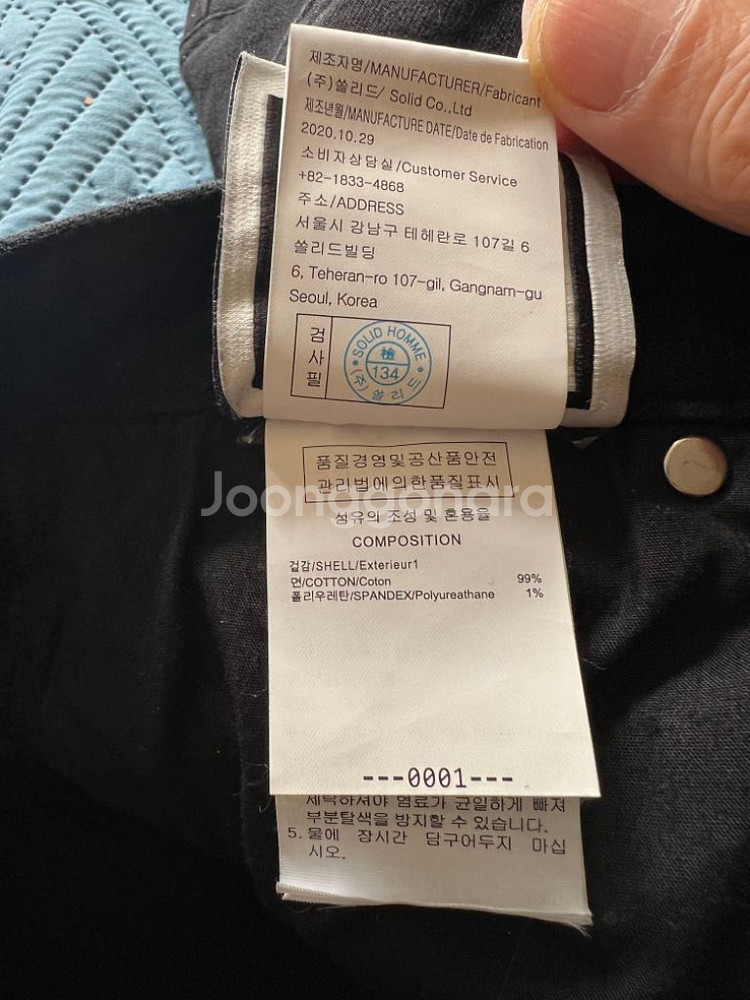 제조자명/MANUFACTURER/Fabricant
(주)쏠리드/ Solid Co.,Ltd
제조년월/MANUFACTURE DATE/Date de Fabrication
2020.10.29
소비자상담실/Customer Service
+82-1833-4868
주소/ADDRESS
서울시 강남구 테헤란로 107길 6
쏠리드빌딩
6, Teheran-ro 107-gil, Gangnam-gu
Seoul, Korea
검사필
SOLID HOMME
檢
134
(주)쏠리드
품질경영및공산품안전
관리법에의한품질표시
Joonggonara
섬유의 조성 및 혼용율
COMPOSITION
겉감/SHELL/Exterieur1
면/COTTON/Coton 99%
폴리우레탄/SPANDEX/Polyureathane 1%
---0001---
세탁하셔야 염료가 균일하게 빠져
부분탈색을 방지할 수 있습니다.
5. 물에 장시간 담구어두지 마십
시오.